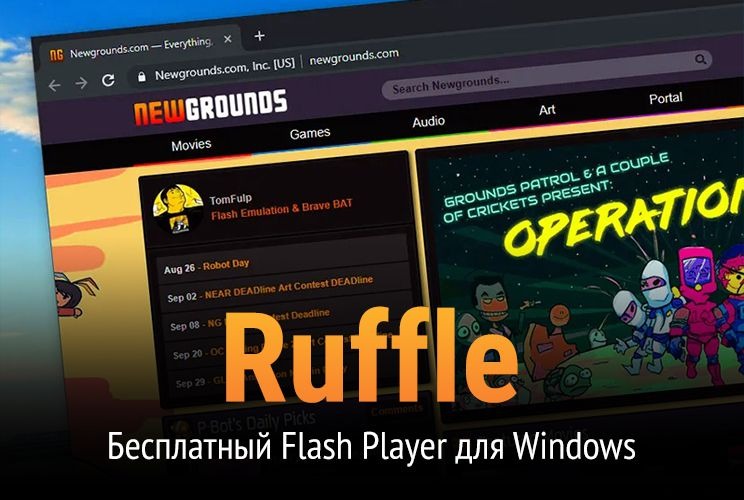 NG Newgrounds.com — Everything,
Newgrounds.com, Inc. [US] | newgrounds.com
NEWGROUNDS
Search Newgrounds...
Movies
Games
Audio
Art
Portal
TomFulp
Flash Emulation & Brave BAT
Aug 26 - Robot Day
Sep 02 - NEAR DEADline Art Contest DEADline
Sep 08 - NG Deadline
Sep 20 - OC
Sep 29 -
GROUNDS PATROL & A COUPLE
OF CRICKETS PRESENT:
OPERATION
P-Bot's Daily Picks
Comments
Ruffle
Бесплатный Flash Player для Windows